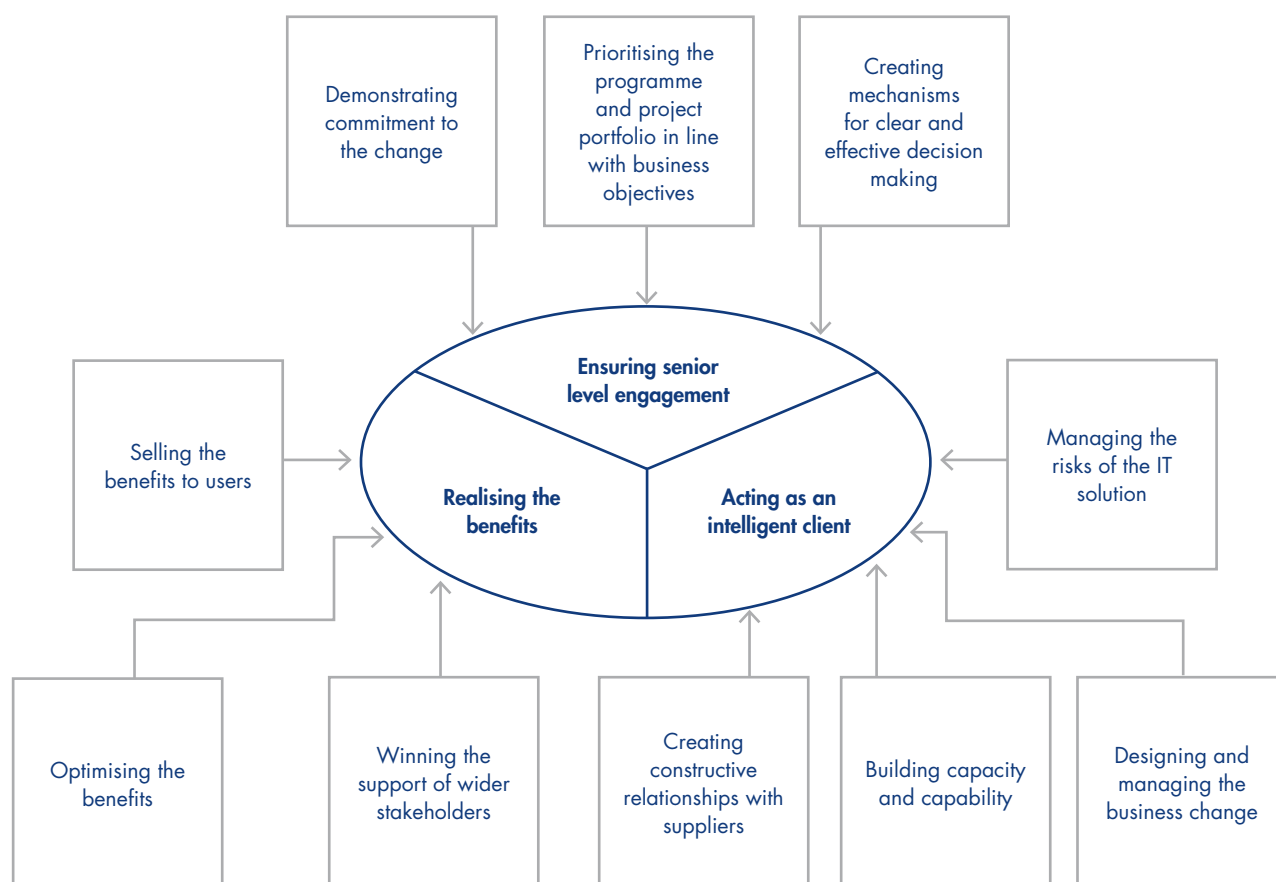 Demonstrating
commitment to
the change
Prioritising the
programme
and project
portfolio in line
with business
objectives
Creating
mechanisms
for clear and
effective decision
making
Ensuring senior
level engagement
Selling the
benefits to users
Realising the
benefits
Acting as an
intelligent client
Managing the
risks of the IT
solution
Optimising the
benefits
Winning the
support of wider
stakeholders
Creating
constructive
relationships with
suppliers
Building capacity
and capability
Designing and
managing the
business change